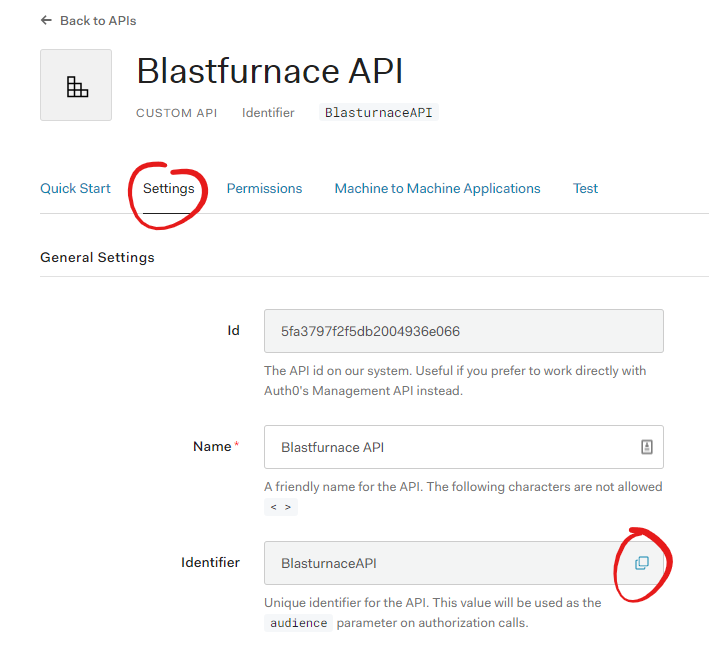 ← Back to APIs
Blastfurnace API
CUSTOM API Identifier BlasturnaceAPI
Quick Start Settings Permissions Machine to Machine Applications Test
General Settings
Id 5fa3797f2f5db2004936e066
The API id on our system. Useful if you prefer to work directly with
Auth0's Management API instead.
Name* Blastfurnace API
A friendly name for the API. The following characters are not allowed
< >
Identifier BlasturnaceAPI
Unique identifier for the API. This value will be used as the
audience parameter on authorization calls.